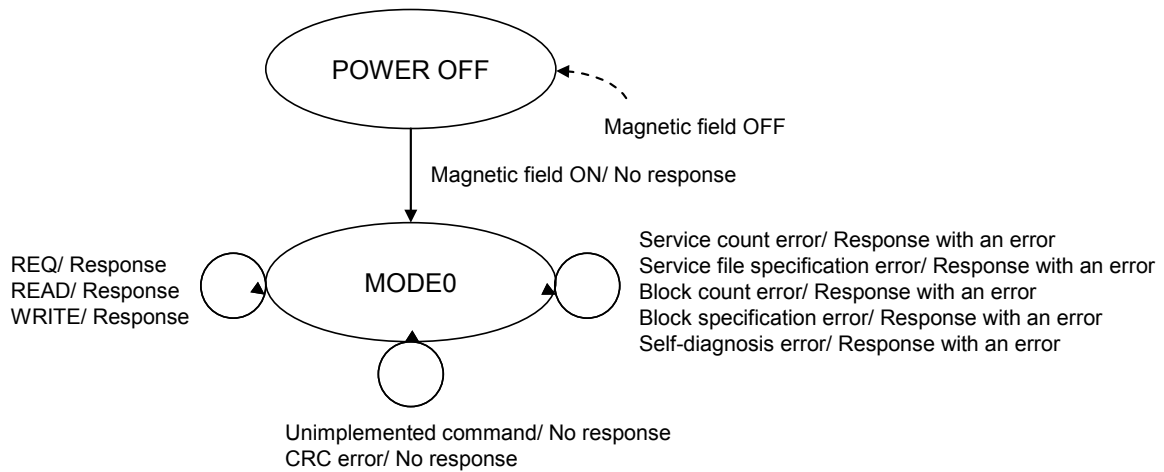 POWER OFF
Magnetic field OFF
Magnetic field ON/ No response
REQ/ Response
READ/ Response
WRITE/ Response
MODE0
Service count error/ Response with an error
Service file specification error/ Response with an error
Block count error/ Response with an error
Block specification error/ Response with an error
Self-diagnosis error/ Response with an error
Unimplemented command/ No response
CRC error/ No response